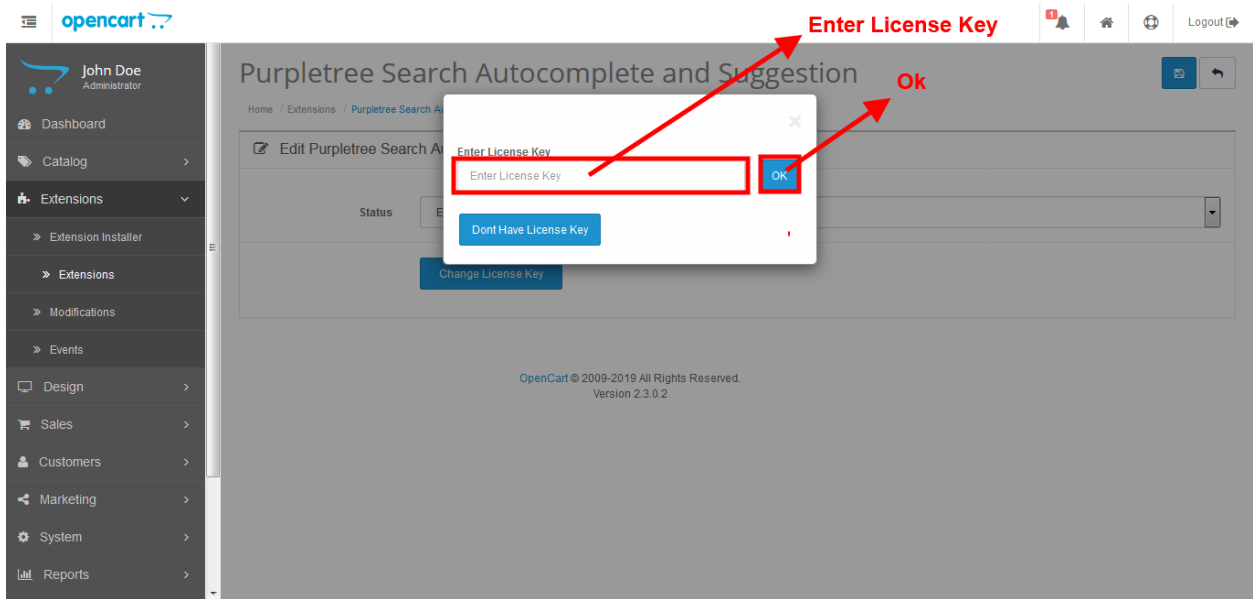 opencart
Enter License Key
1
Logout
John Doe
Administrator
Purpletree Search Autocomplete and Suggestion
Ok
Home / Extensions / Purpletree Search Au
Dashboard
Catalog
Edit Purpletree Search Au
Enter License Key
Enter License Key
OK
Extensions
Status
E
Extension Installer
Dont Have License Key
Extensions
Change License Key
Modifications
Events
OpenCart © 2009-2019 All Rights Reserved.
Version 2.3.0.2
Design
Sales
Customers
Marketing
System
Reports